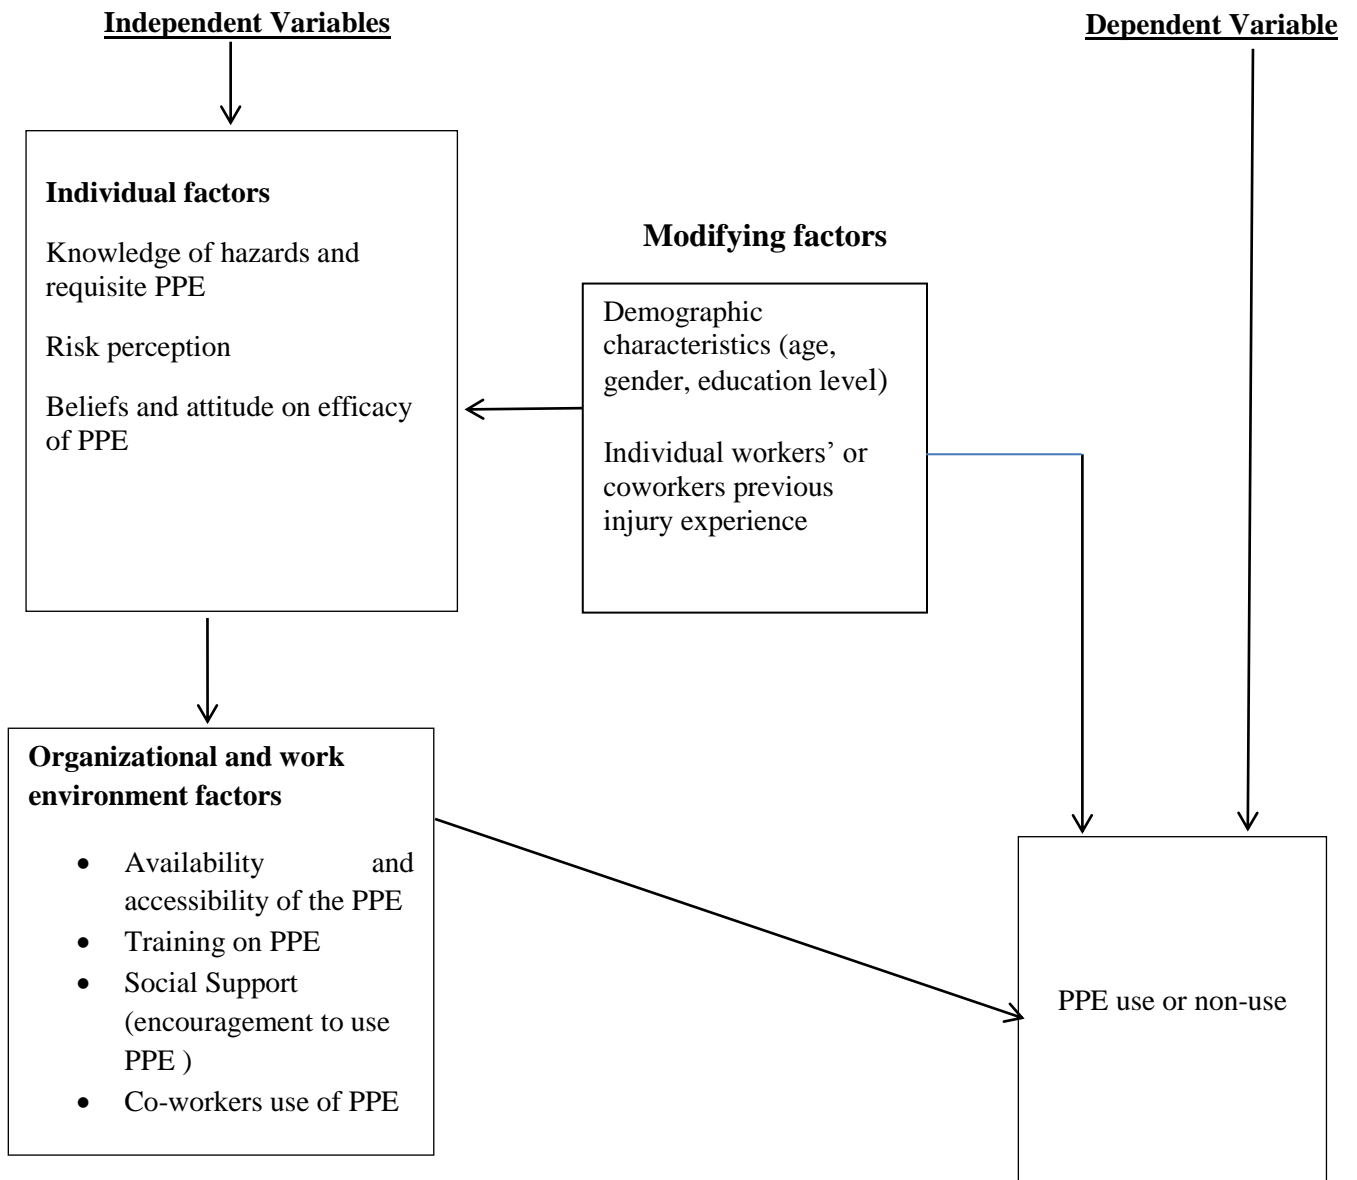 Independent Variables
Dependent Variable
Individual factors
Knowledge of hazards and
requisite PPE
Risk perception
Beliefs and attitude on efficacy
of PPE
Modifying factors
Demographic
characteristics (age,
gender, education level)
Individual workers’ or
coworkers previous
injury experience
Organizational and work
environment factors
• Availability and
accessibility of the PPE
• Training on PPE
• Social Support
(encouragement to use
PPE )
• Co-workers use of PPE
PPE use or non-use